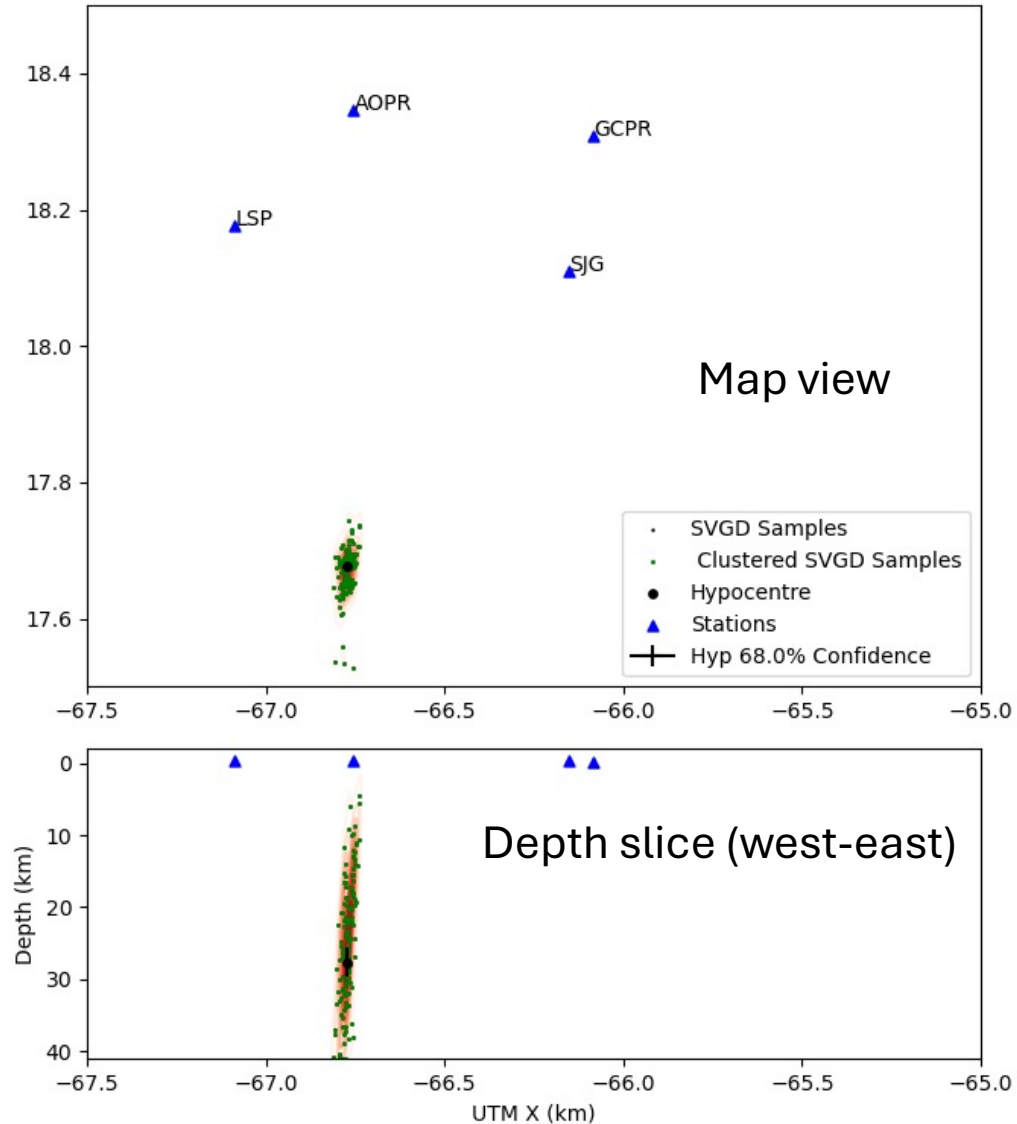 18.4
AOPR
GCPR
18.2
LSP
SJG
18.0
Map view
17.8
SVGD Samples
Clustered SVGD Samples
Hypocentre
17.6
Stations
Hyp 68.0% Confidence
−67.5 −67.0 −66.5 −66.0 −65.5 −65.0
0
10
Depth slice (west-east)
20
Depth (km)
30
40
−67.5 −67.0 −66.5 −66.0 −65.5 −65.0
UTM X (km)